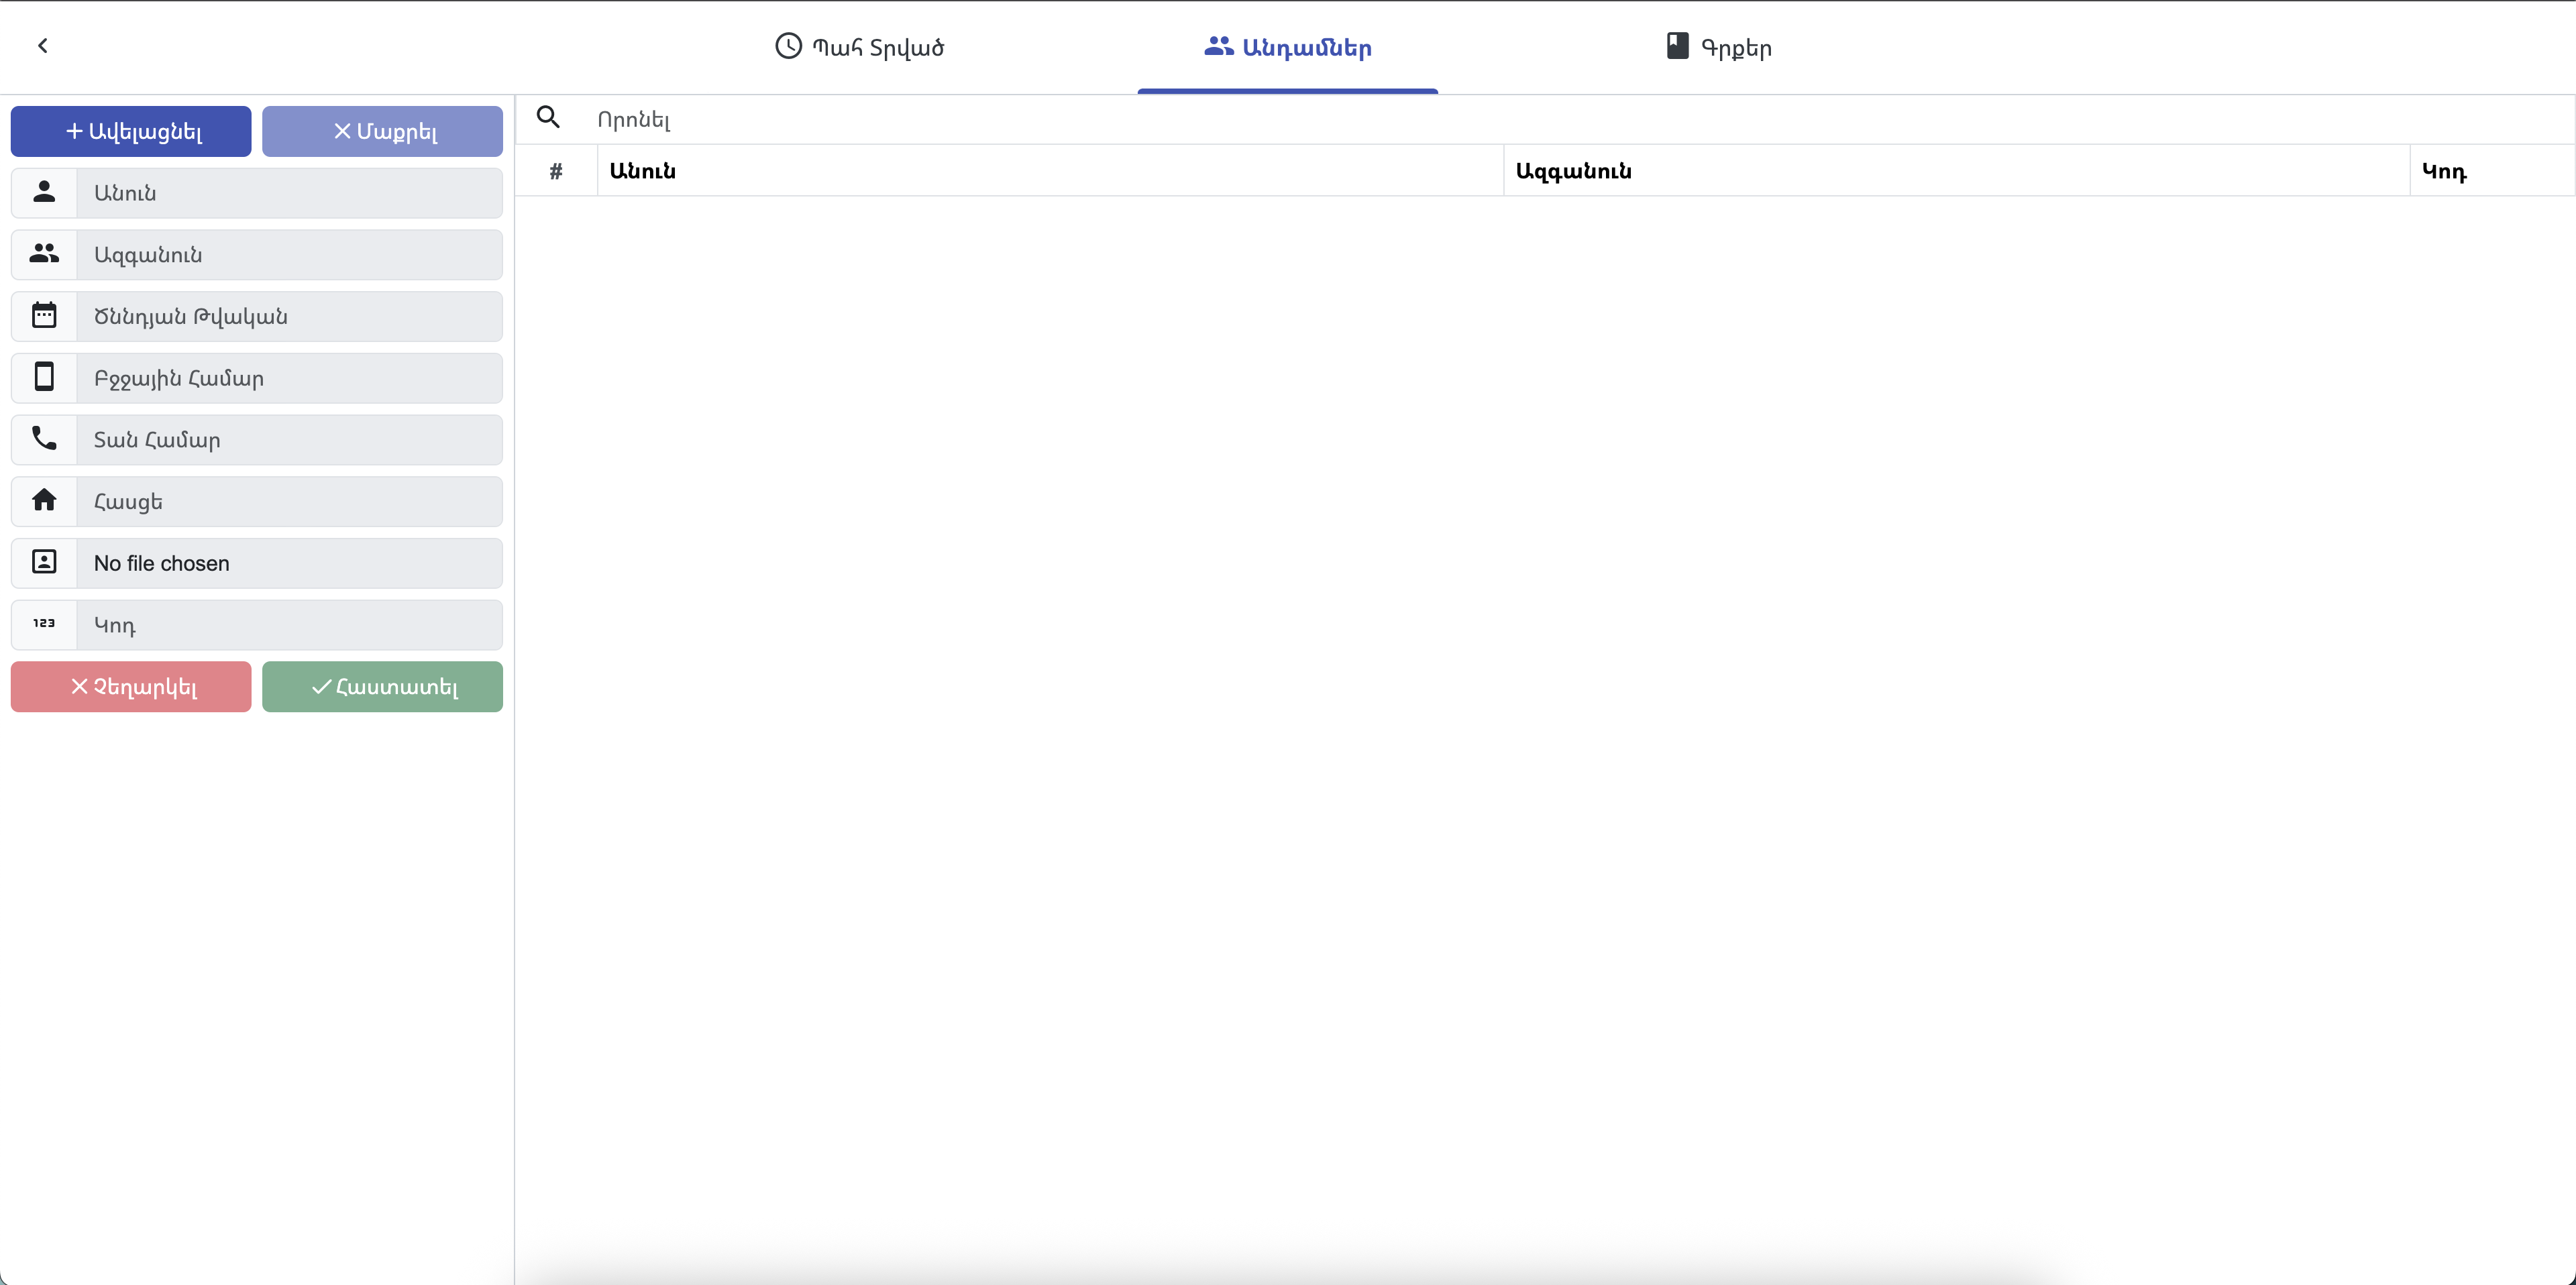 Պահ Տրված
Անդամներ
Գրքեր
Ավելացնել
Մաքրել
Անուն
Ազգանուն
Ծննդյան Թվական
Բջջային Համար
Տան Համար
Հասցե
No file chosen
123
Կոդ
Չեղարկել
Հաստատել
Որոնել
# Անուն Ազգանուն Կոդ